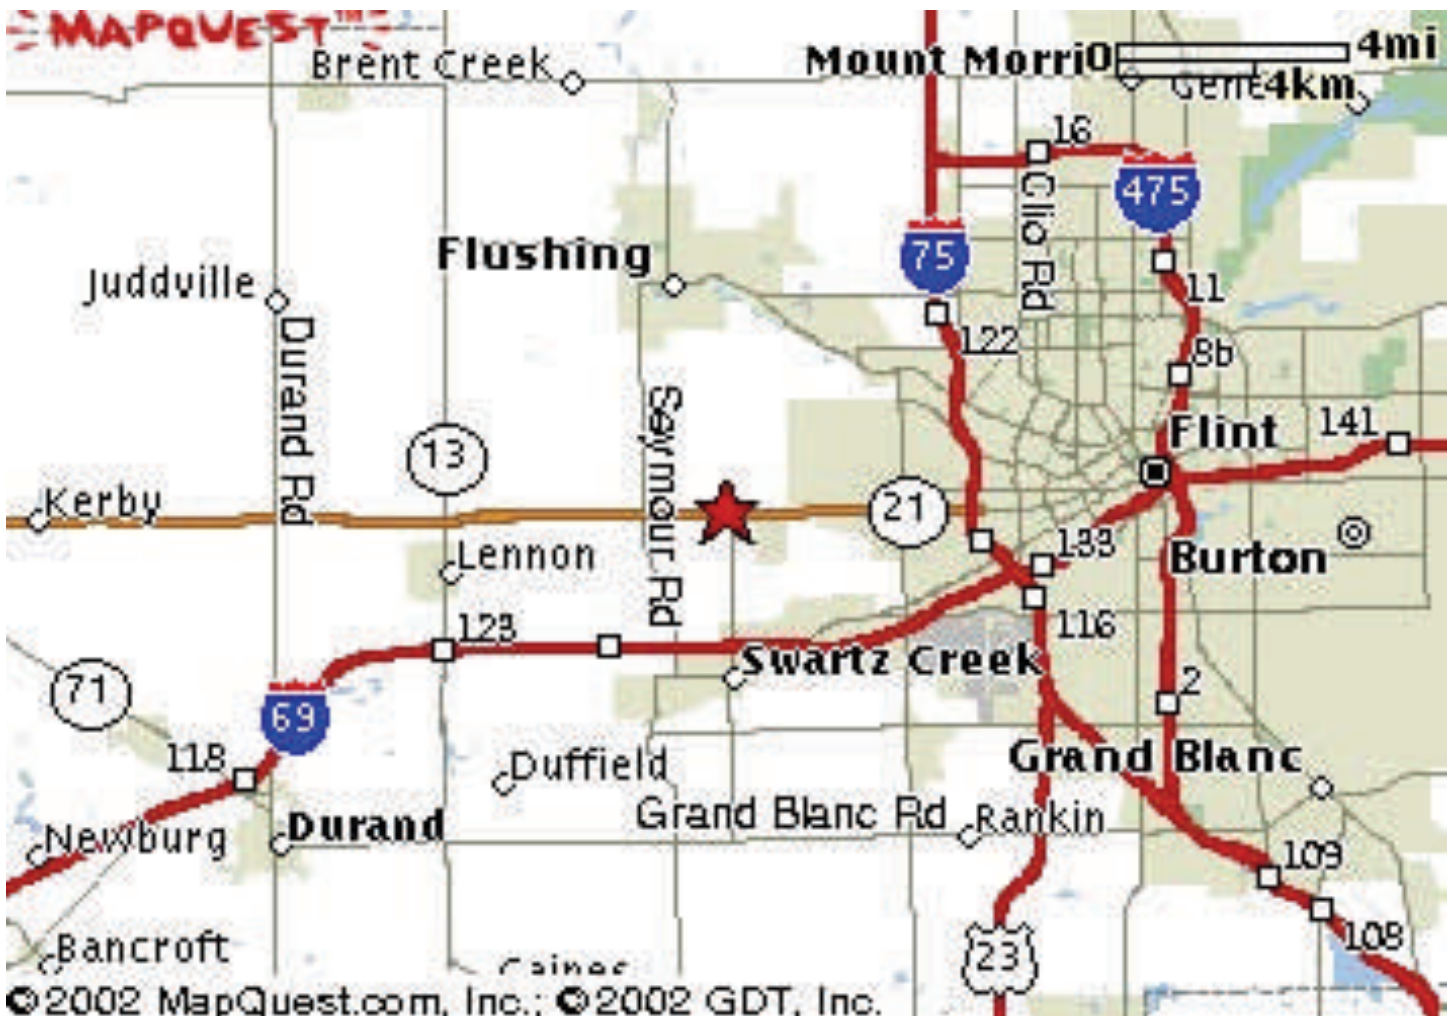 MAPQUEST™
Brent Creek
Mount Morri
4mi
4km
16
475
Clio Rd
Flushing
75
Juddville
11
122
Durand Rd
8b
Seymour Rd
13
Flint
141
Kerby
21
Lennon
133
Burton
123
116
Swartz Creek
71
69
2
118
Duffield
Grand Blanc
Newburg
Durand
Grand Blanc Rd
Rankin
109
Bancroft
23
108
©2002 MapQuest.com, Inc.; ©2002 GDT, Inc.